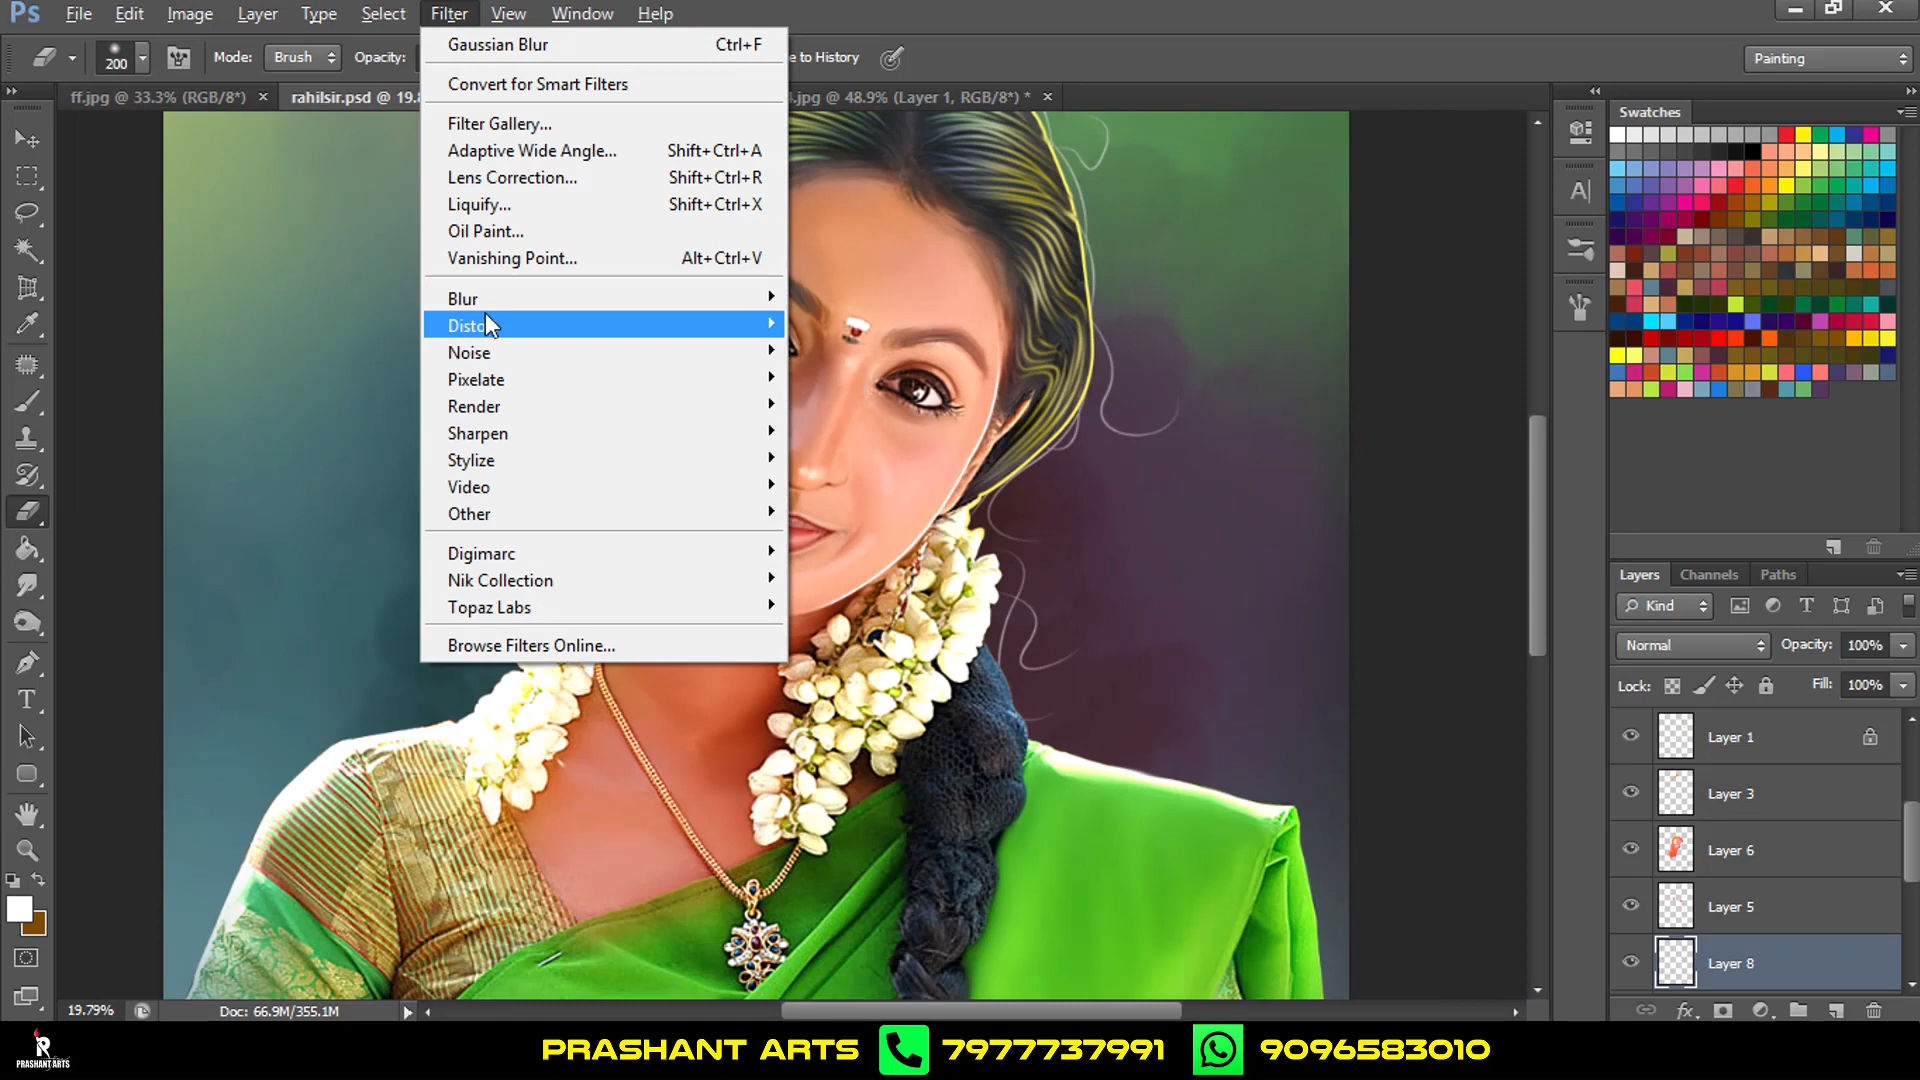 Ps File Edit Image Layer Type Select Filter View Window Help
200 Mode: Brush Opacity: e to History Painting
ff.jpg @ 33.3% (RGB/8*) × rahilsir.psd @ 19.8 .jpg @ 48.9% (Layer 1, RGB/8*) * ×
Gaussian Blur Ctrl+F
Convert for Smart Filters
Filter Gallery...
Adaptive Wide Angle... Shift+Ctrl+A
Lens Correction... Shift+Ctrl+R
Liquify... Shift+Ctrl+X
Oil Paint...
Vanishing Point... Alt+Ctrl+V
Blur
Disto
Noise
Pixelate
Render
Sharpen
Stylize
Video
Other
Digimarc
Nik Collection
Topaz Labs
Browse Filters Online...
Swatches
Layers Channels Paths
Kind
Normal Opacity: 100%
Lock: Fill: 100%
Layer 1
Layer 3
Layer 6
Layer 5
Layer 8
19.79% Doc: 66.9M/355.1M
PRASHANT ARTS
PRASHANT ARTS 7977737991 9096583010